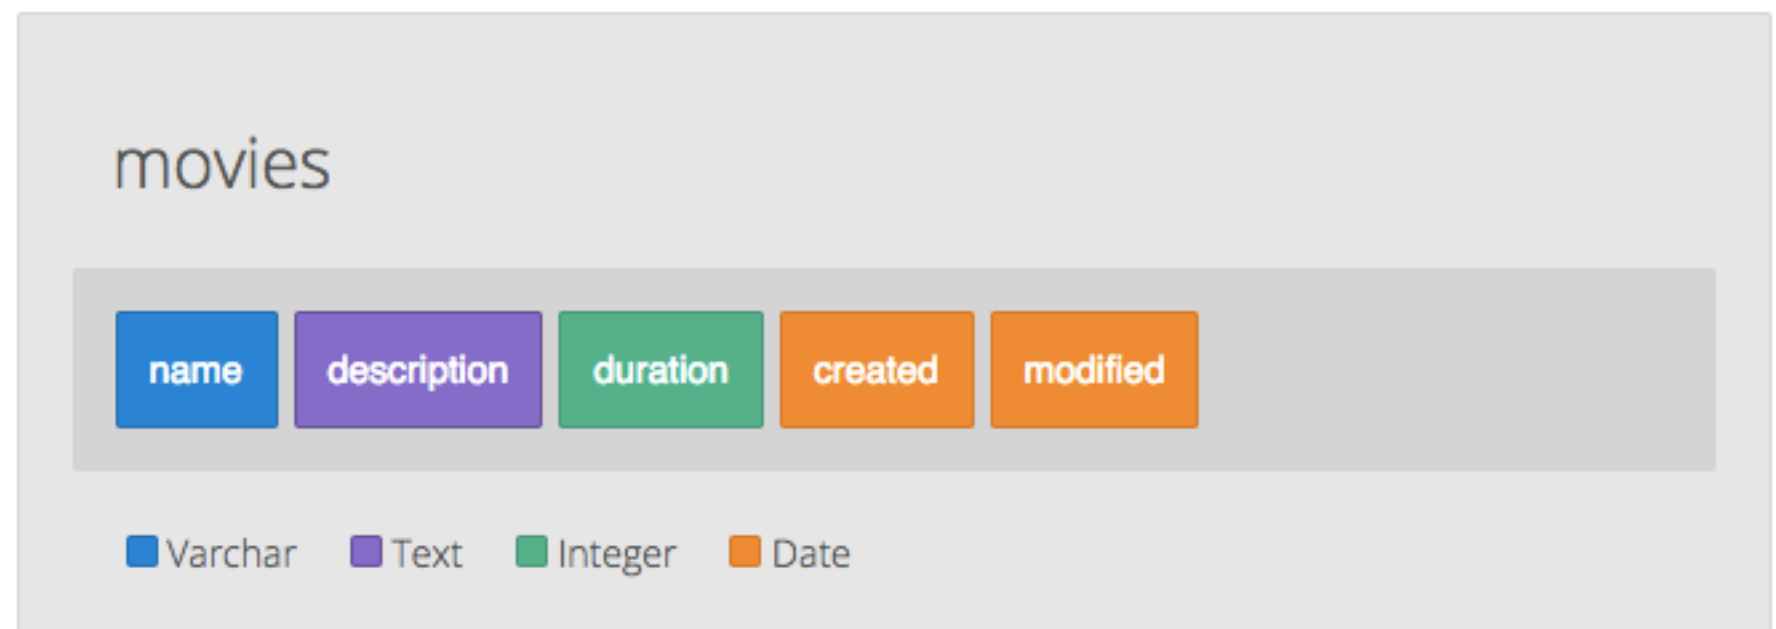 movies
name description duration created modified
Varchar Text Integer Date